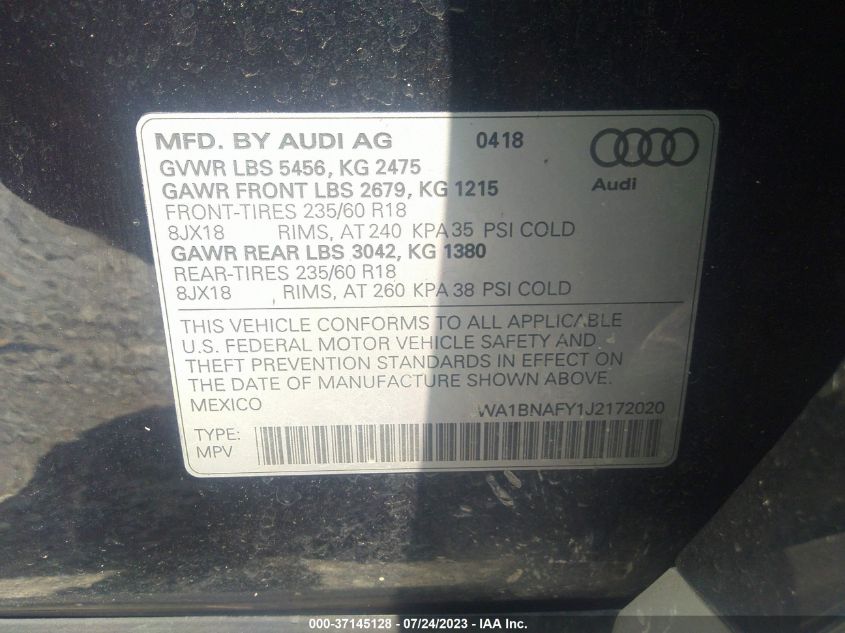 MFD. BY AUDI AG 0418
GVWR LBS 5456, KG 2475
GAWR FRONT LBS 2679, KG 1215
Audi
FRONT-TIRES 235/60 R18
8JX18 RIMS, AT 240 KPA 35 PSI COLD
GAWR REAR LBS 3042, KG 1380
REAR-TIRES 235/60 R18
8JX18 , RIMS, AT 260 KPA 38 PSI COLD
THIS VEHICLE CONFORMS TO ALL APPLICABLE
U.S. FEDERAL MOTOR VEHICLE SAFETY AND
THEFT PREVENTION STANDARDS IN EFFECT ON
THE DATE OF MANUFACTURE SHOWN ABOVE.
MEXICO WA1BNAFY1J2172020
TYPE:
MPV
000-37145128 - 07/24/2023 - IAA Inc.